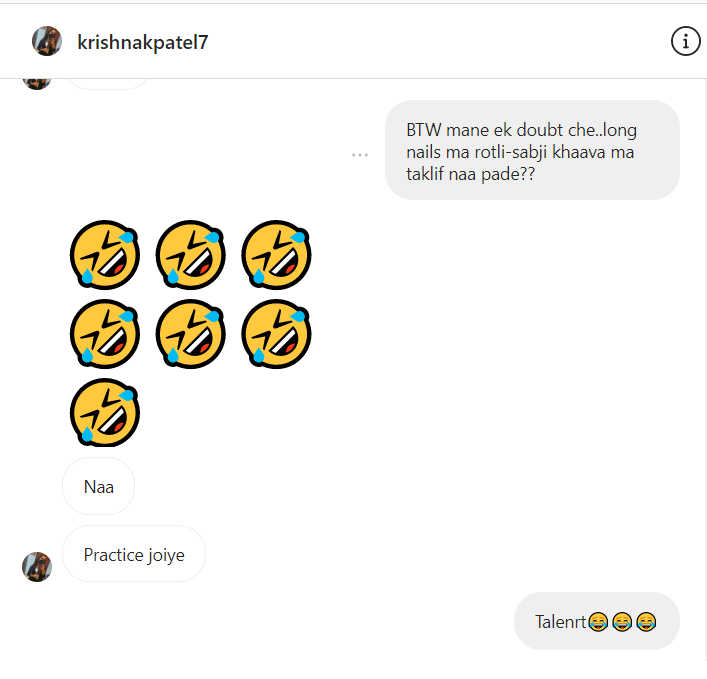 krishnakpatel7
BTW mane ek doubt che..long
nails ma rotli-sabji khaava ma
taklif naa pade??
🤣🤣🤣
🤣🤣🤣
🤣
Naa
Practice joiye
Talenrt😂😂😂